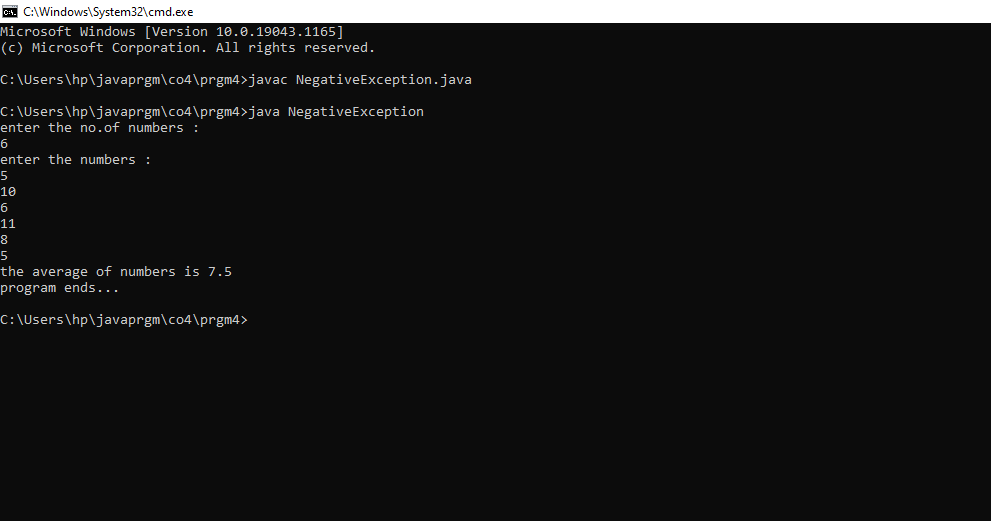 C:\Windows\System32\cmd.exe
Microsoft Windows [Version 10.0.19043.1165]
(c) Microsoft Corporation. All rights reserved.
C:\Users\hp\javaprgm\co4\prgm4>javac NegativeException.java
C:\Users\hp\javaprgm\co4\prgm4>java NegativeException
enter the no.of numbers :
6
enter the numbers :
5
10
6
11
8
5
the average of numbers is 7.5
program ends...
C:\Users\hp\javaprgm\co4\prgm4>